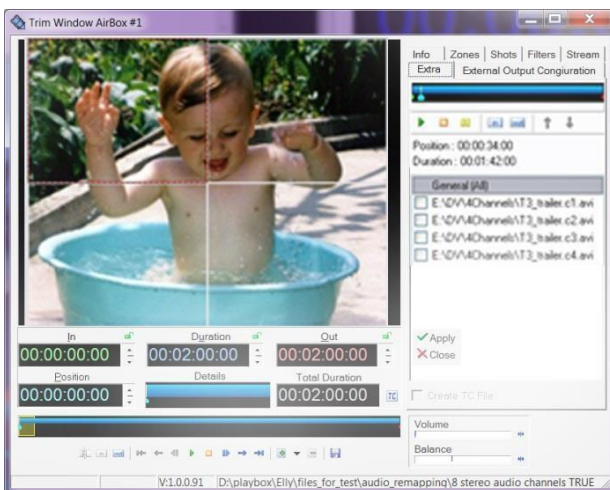 Trim Window AirBox #1
Info Zones Shots Filters Stream
Extra External Output Congiuration
Position : 00:00:34:00
Duration : 00:01:42:00
General (All)
E:\DV\4Channels\T3_trailer.c1.avi
E:\DV\4Channels\T3_trailer.c2.avi
E:\DV\4Channels\T3_trailer.c3.avi
E:\DV\4Channels\T3_trailer.c4.avi
In Duration Out
00:00:00:00 00:02:00:00 00:02:00:00
Apply
Close
Position Details Total Duration
00:00:00:00 00:02:00:00 TC
Create TC File
Volume
Balance
V:1.0.0.91 D:\playbox\Elly\files_for_test\audio_remapping\8 stereo audio channels TRUE